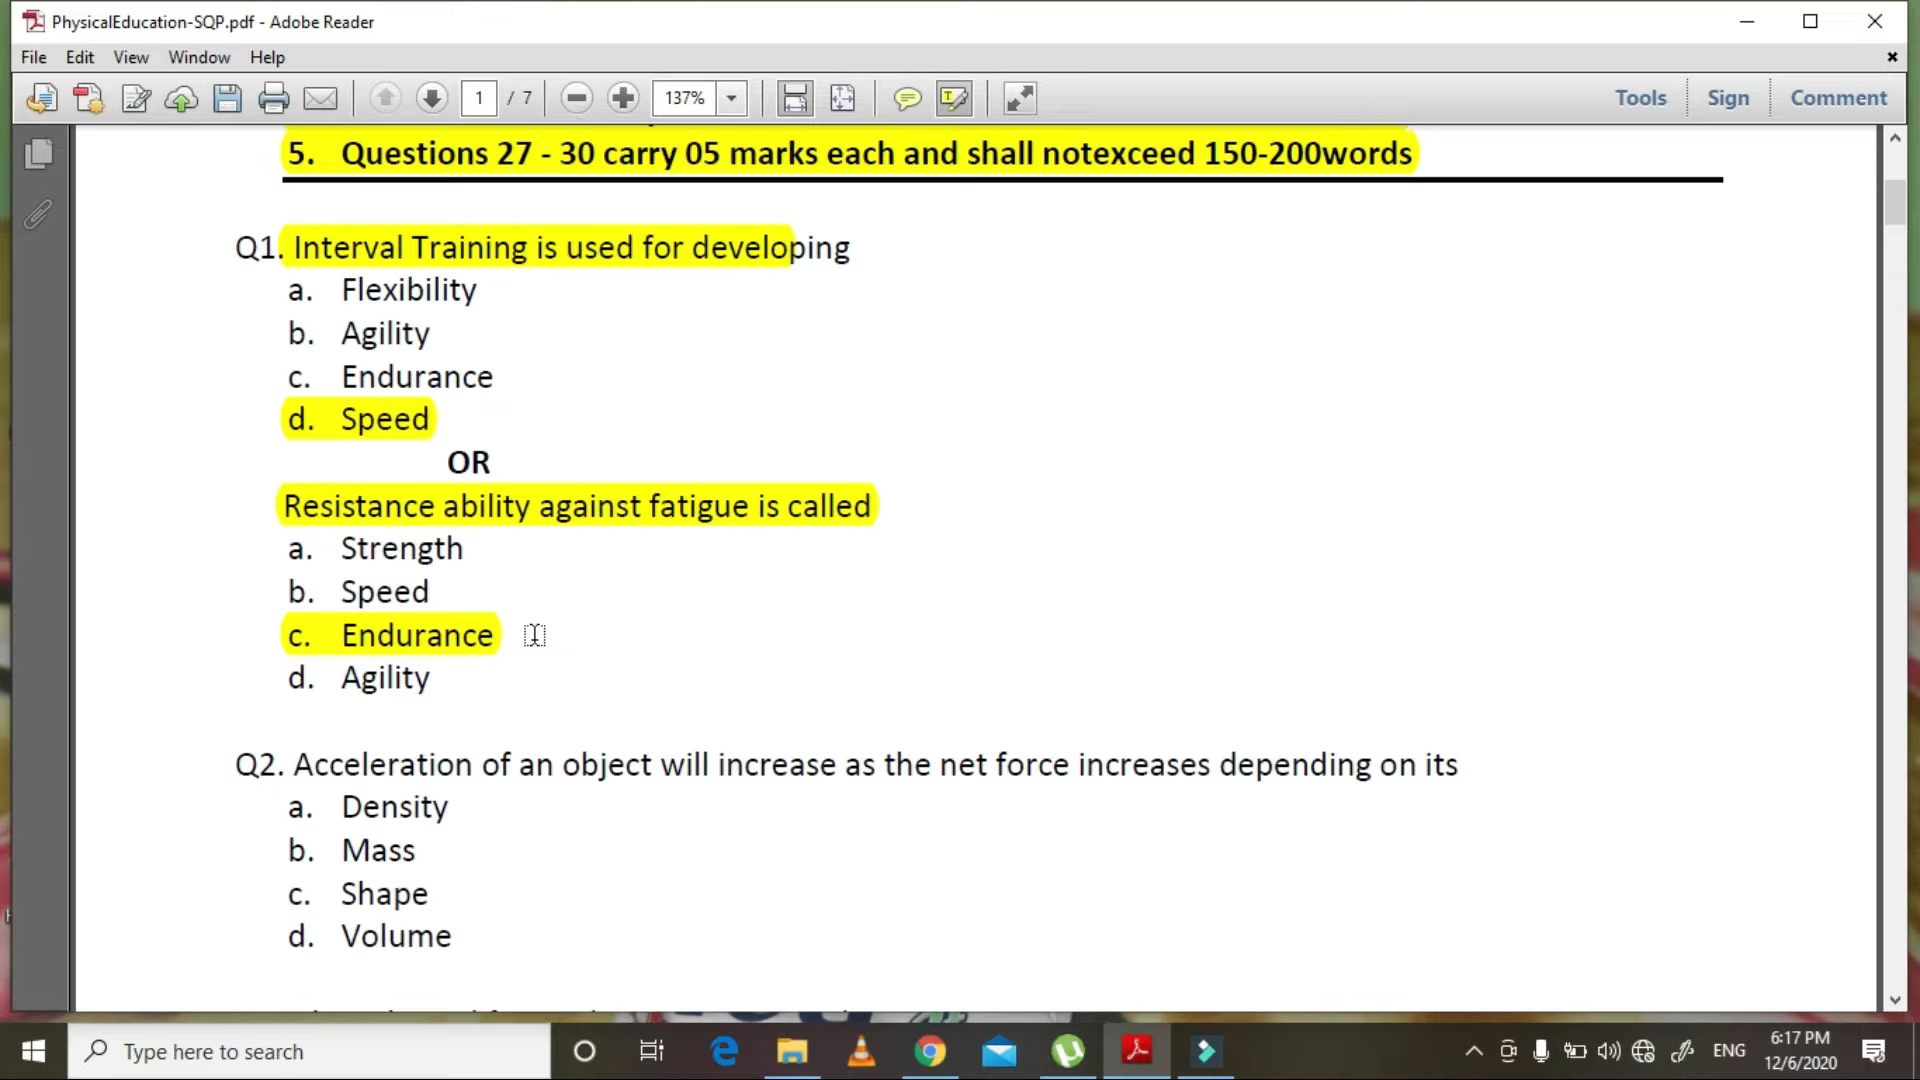 PhysicalEducation-SQP.pdf - Adobe Reader
File Edit View Window Help
1 / 7 137% Tools Sign Comment
5. Questions 27 - 30 carry 05 marks each and shall notexceed 150-200words
Q1. Interval Training is used for developing
a. Flexibility
b. Agility
c. Endurance
d. Speed
OR
Resistance ability against fatigue is called
a. Strength
b. Speed
c. Endurance
d. Agility
Q2. Acceleration of an object will increase as the net force increases depending on its
a. Density
b. Mass
c. Shape
d. Volume
Type here to search
ENG
6:17 PM
12/6/2020